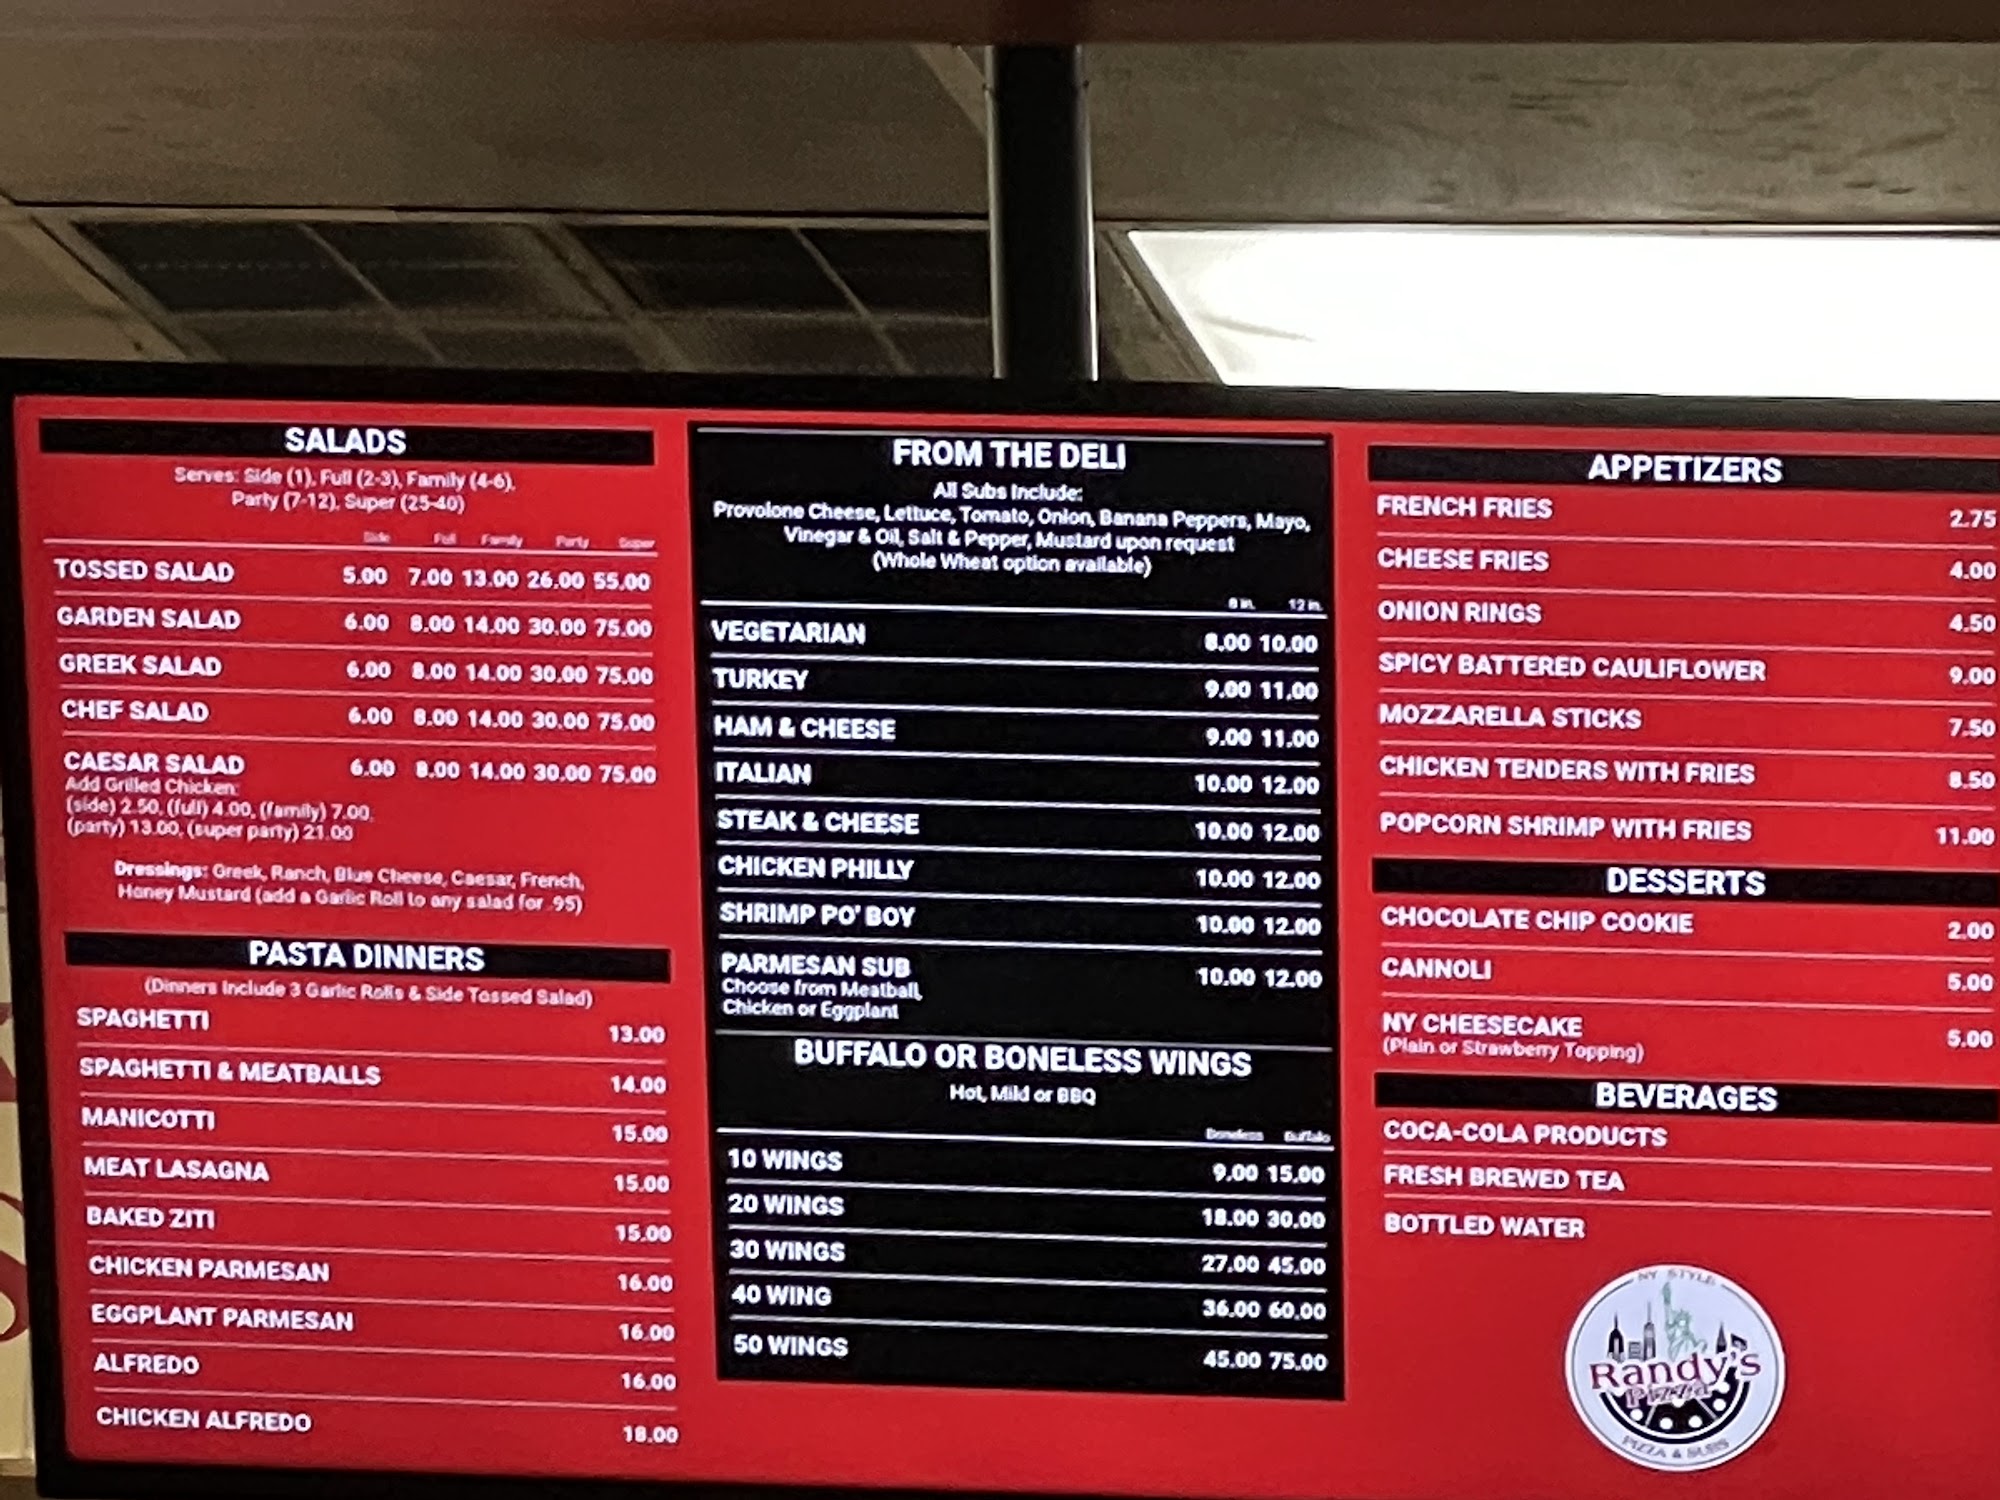 SALADS
Serves: Side (1), Full (2-3), Family (4-6),
Party (7-12), Super (25-40)
Side Full Family Party Super
TOSSED SALAD 5.00 7.00 13.00 26.00 55.00
GARDEN SALAD 6.00 8.00 14.00 30.00 75.00
GREEK SALAD 6.00 8.00 14.00 30.00 75.00
CHEF SALAD 6.00 8.00 14.00 30.00 75.00
CAESAR SALAD 6.00 8.00 14.00 30.00 75.00
Add Grilled Chicken:
(side) 2.50, (full) 4.00, (family) 7.00,
(party) 13.00, (super party) 21.00
Dressings: Greek, Ranch, Blue Cheese, Caesar, French,
Honey Mustard (add a Garlic Roll to any salad for .95)
PASTA DINNERS
(Dinners Include 3 Garlic Rolls & Side Tossed Salad)
SPAGHETTI 13.00
SPAGHETTI & MEATBALLS 14.00
MANICOTTI 15.00
MEAT LASAGNA 15.00
BAKED ZITI 15.00
CHICKEN PARMESAN 16.00
EGGPLANT PARMESAN 16.00
ALFREDO 16.00
CHICKEN ALFREDO 18.00
FROM THE DELI
All Subs Include:
Provolone Cheese, Lettuce, Tomato, Onion, Banana Peppers, Mayo,
Vinegar & Oil, Salt & Pepper, Mustard upon request
(Whole Wheat option available)
8 in. 12 in.
VEGETARIAN 8.00 10.00
TURKEY 9.00 11.00
HAM & CHEESE 9.00 11.00
ITALIAN 10.00 12.00
STEAK & CHEESE 10.00 12.00
CHICKEN PHILLY 10.00 12.00
SHRIMP PO' BOY 10.00 12.00
PARMESAN SUB 10.00 12.00
Choose from Meatball,
Chicken or Eggplant
BUFFALO OR BONELESS WINGS
Hot, Mild or BBQ
Boneless Buffalo
10 WINGS 9.00 15.00
20 WINGS 18.00 30.00
30 WINGS 27.00 45.00
40 WING 36.00 60.00
50 WINGS 45.00 75.00
APPETIZERS
FRENCH FRIES 2.75
CHEESE FRIES 4.00
ONION RINGS 4.50
SPICY BATTERED CAULIFLOWER 9.00
MOZZARELLA STICKS 7.50
CHICKEN TENDERS WITH FRIES 8.50
POPCORN SHRIMP WITH FRIES 11.00
DESSERTS
CHOCOLATE CHIP COOKIE 2.00
CANNOLI 5.00
NY CHEESECAKE 5.00
(Plain or Strawberry Topping)
BEVERAGES
COCA-COLA PRODUCTS
FRESH BREWED TEA
BOTTLED WATER
NY STYLE
Randy's
Pizza
PIZZA & SUBS